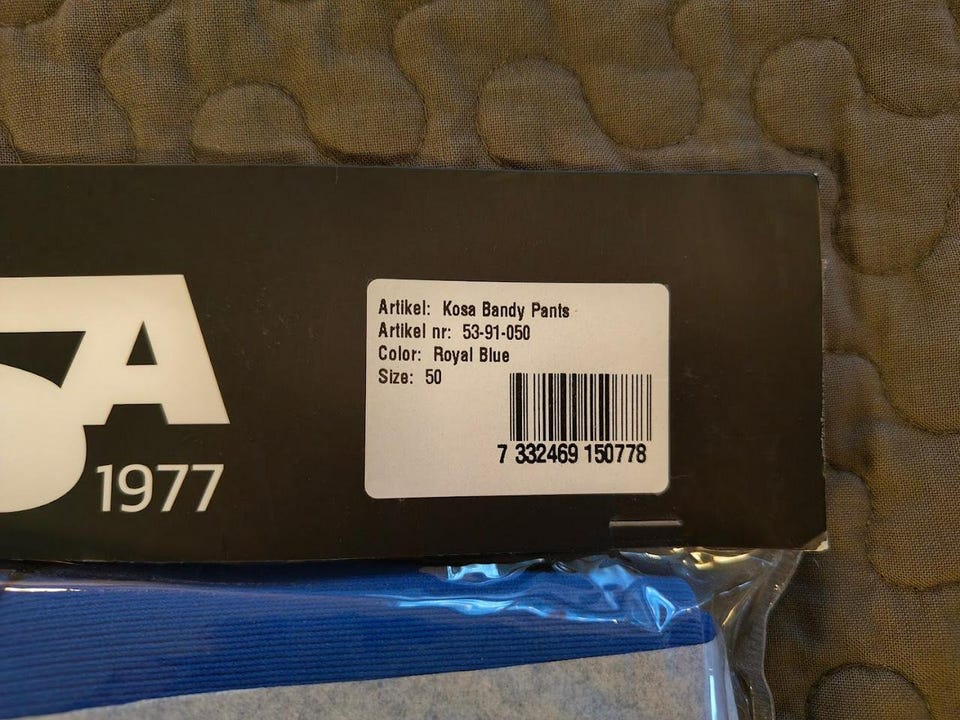 SA
1977
Artikel: Kosa Bandy Pants
Artikel nr: 53-91-050
Color: Royal Blue
Size: 50
7 332469 150778